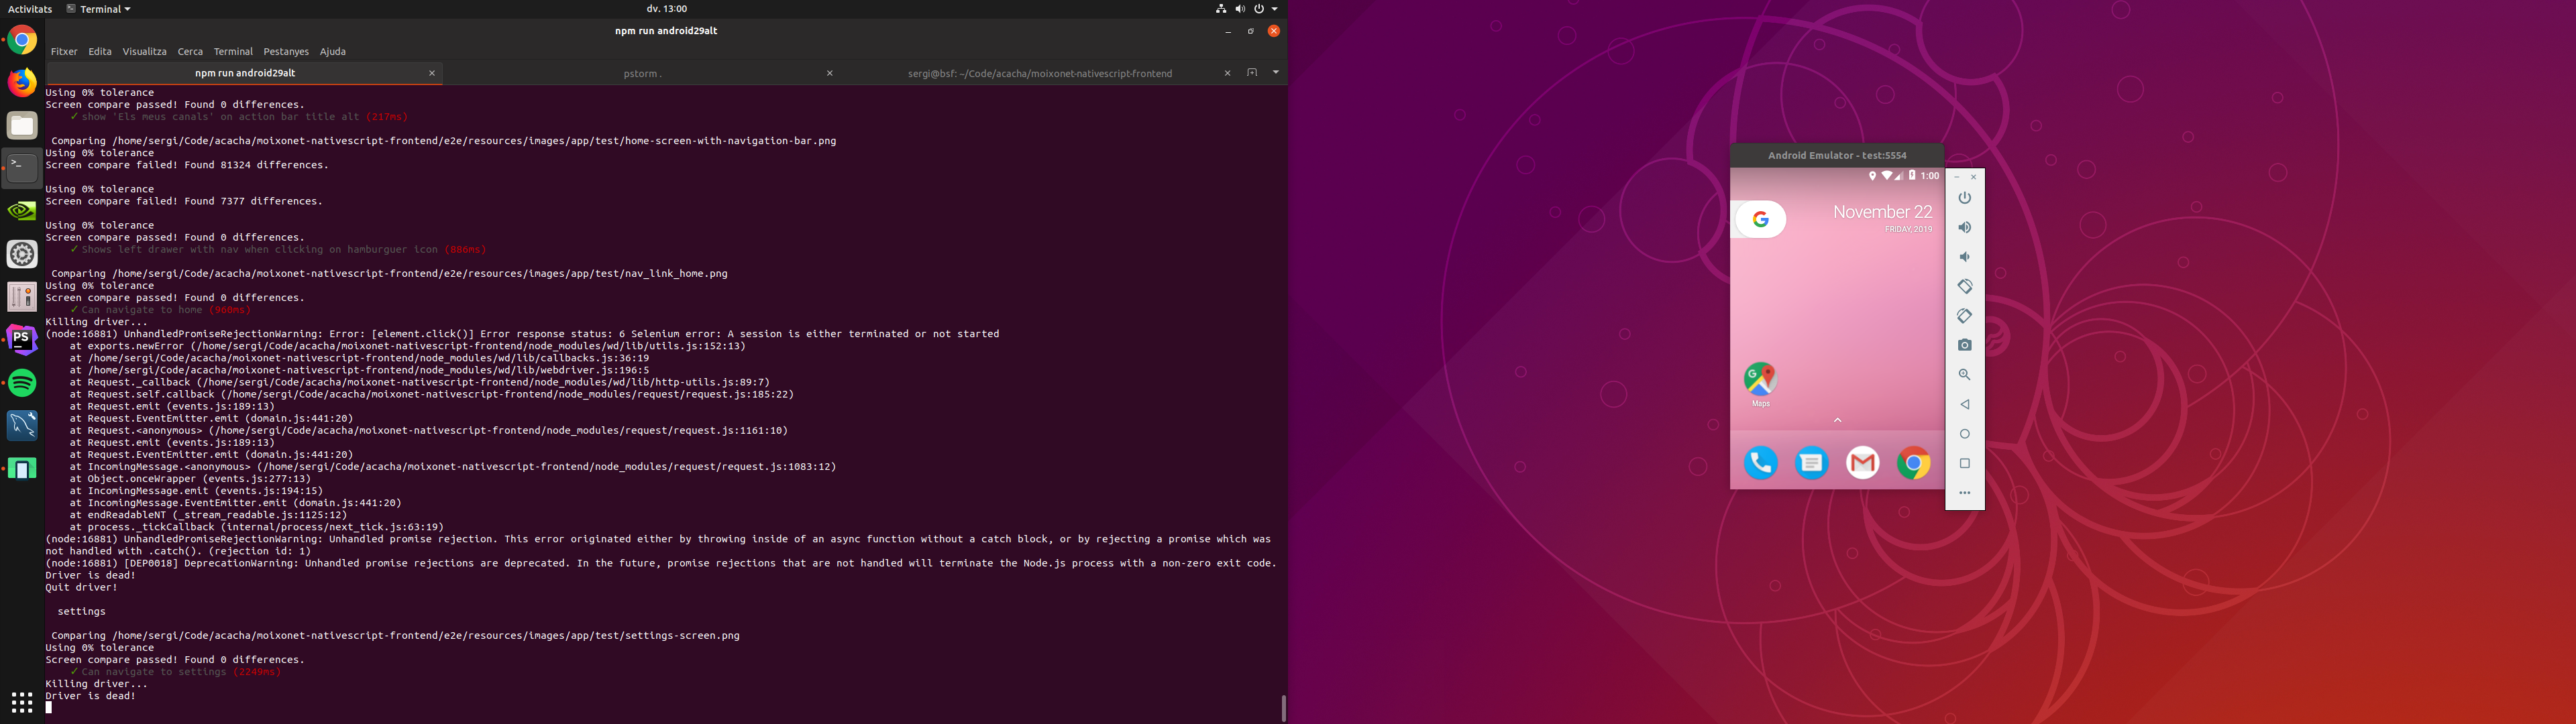 Activitats Terminal dv. 13:00
npm run android29alt
Fitxer Edita Visualitza Cerca Terminal Pestanyes Ajuda
npm run android29alt pstorm . sergi@bsf: ~/Code/acacha/moixonet-nativescript-frontend
Using 0% tolerance
Screen compare passed! Found 0 differences.
✓ show 'Els meus canals' on action bar title alt (217ms)
Comparing /home/sergi/Code/acacha/moixonet-nativescript-frontend/e2e/resources/images/app/test/home-screen-with-navigation-bar.png
Using 0% tolerance
Screen compare failed! Found 81324 differences.
Using 0% tolerance
Screen compare failed! Found 7377 differences.
Using 0% tolerance
Screen compare passed! Found 0 differences.
✓ Shows left drawer with nav when clicking on hamburguer icon (886ms)
Comparing /home/sergi/Code/acacha/moixonet-nativescript-frontend/e2e/resources/images/app/test/nav_link_home.png
Using 0% tolerance
Screen compare passed! Found 0 differences.
✓ Can navigate to home (960ms)
Killing driver...
(node:16881) UnhandledPromiseRejectionWarning: Error: [element.click()] Error response status: 6 Selenium error: A session is either terminated or not started
at exports.newError (/home/sergi/Code/acacha/moixonet-nativescript-frontend/node_modules/wd/lib/utils.js:152:13)
at /home/sergi/Code/acacha/moixonet-nativescript-frontend/node_modules/wd/lib/callbacks.js:36:19
at /home/sergi/Code/acacha/moixonet-nativescript-frontend/node_modules/wd/lib/webdriver.js:196:5
at Request._callback (/home/sergi/Code/acacha/moixonet-nativescript-frontend/node_modules/wd/lib/http-utils.js:89:7)
at Request.self.callback (/home/sergi/Code/acacha/moixonet-nativescript-frontend/node_modules/request/request.js:185:22)
at Request.emit (events.js:189:13)
at Request.EventEmitter.emit (domain.js:441:20)
at Request.<anonymous> (/home/sergi/Code/acacha/moixonet-nativescript-frontend/node_modules/request/request.js:1161:10)
at Request.emit (events.js:189:13)
at Request.EventEmitter.emit (domain.js:441:20)
at IncomingMessage.<anonymous> (/home/sergi/Code/acacha/moixonet-nativescript-frontend/node_modules/request/request.js:1083:12)
at Object.onceWrapper (events.js:277:13)
at IncomingMessage.emit (events.js:194:15)
at IncomingMessage.EventEmitter.emit (domain.js:441:20)
at endReadableNT (_stream_readable.js:1125:12)
at process._tickCallback (internal/process/next_tick.js:63:19)
(node:16881) UnhandledPromiseRejectionWarning: Unhandled promise rejection. This error originated either by throwing inside of an async function without a catch block, or by rejecting a promise which was
not handled with .catch(). (rejection id: 1)
(node:16881) [DEP0018] DeprecationWarning: Unhandled promise rejections are deprecated. In the future, promise rejections that are not handled will terminate the Node.js process with a non-zero exit code.
Driver is dead!
Quit driver!
settings
Comparing /home/sergi/Code/acacha/moixonet-nativescript-frontend/e2e/resources/images/app/test/settings-screen.png
Using 0% tolerance
Screen compare passed! Found 0 differences.
✓ Can navigate to settings (2249ms)
Killing driver...
Driver is dead!
PS
Android Emulator - test:5554
1:00
November 22
FRIDAY, 2019
Maps